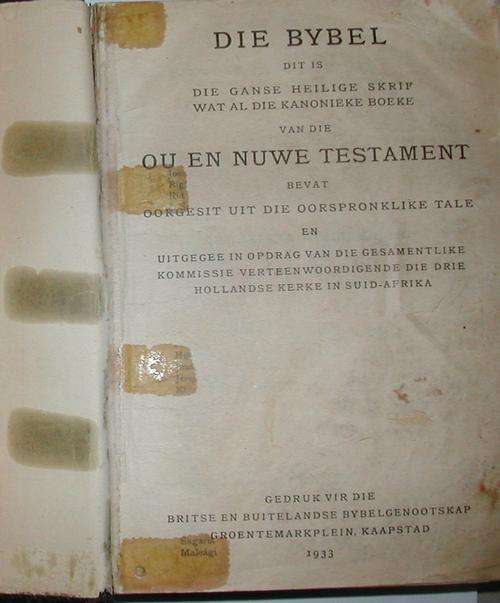 DIE BYBEL
DIT IS
DIE GANSE HEILIGE SKRIF
WAT AL DIE KANONIEKE BOEKE
VAN DIE
OU EN NUWE TESTAMENT
BEVAT
OORGESIT UIT DIE OORSPRONKLIKE TALE
EN
UITGEGEE IN OPDRAG VAN DIE GESAMENTLIKE
KOMMISSIE VERTEENWOORDIGENDE DIE DRIE
HOLLANDSE KERKE IN SUID-AFRIKA
GEDRUK VIR DIE
BRITSE EN BUITELANDSE BYBELGENOOTSKAP
GROENTEMARKPLEIN, KAAPSTAD
Sagaria
Maleági
1933